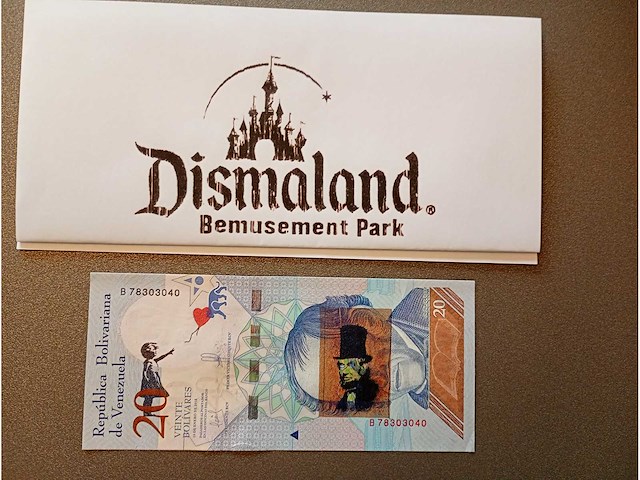 Dismaland®
Bemusement Park
B 78303040
República Bolivariana
de Venezuela
20
VEINTE
BOLÍVARES
20
B 78303040